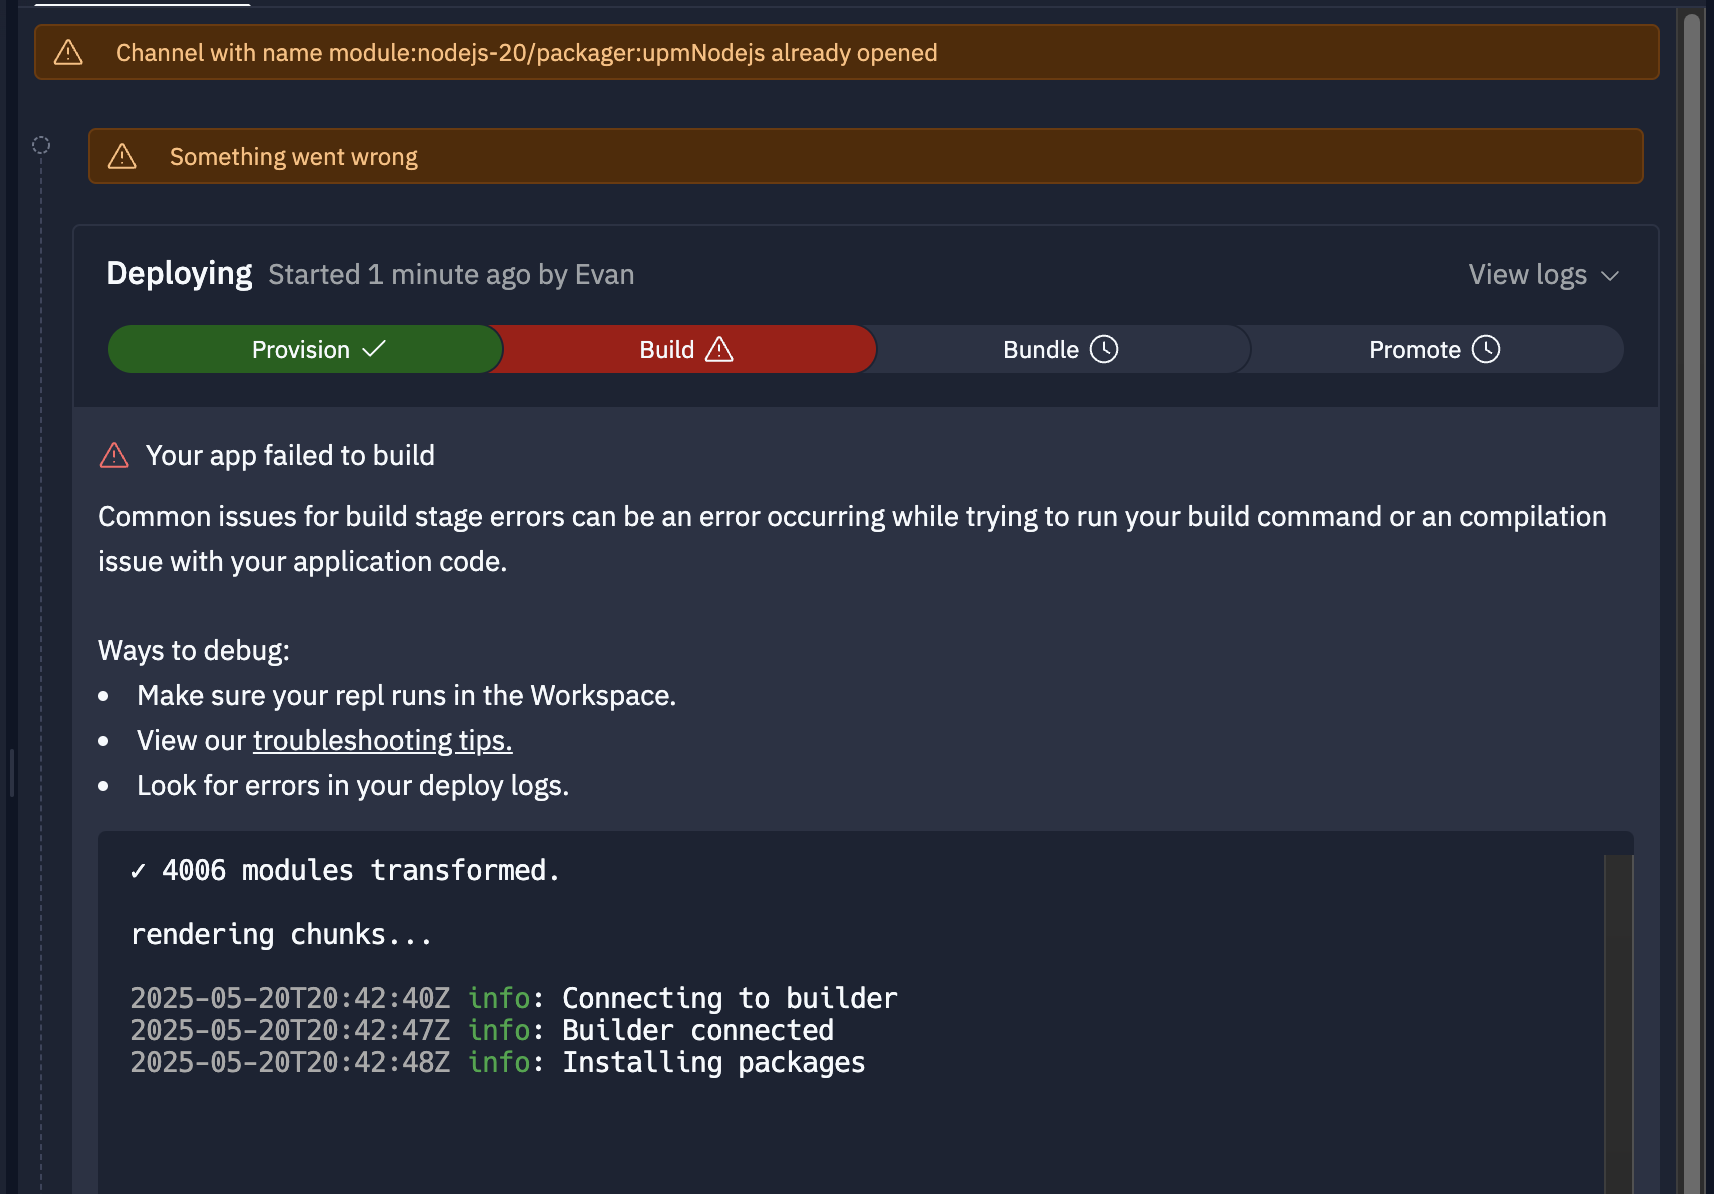 Channel with name module:nodejs-20/packager:upmNodejs already opened
Something went wrong
Deploying Started 1 minute ago by Evan
View logs
Provision
Build
Bundle
Promote
Your app failed to build
Common issues for build stage errors can be an error occurring while trying to run your build command or an compilation
issue with your application code.
Ways to debug:
• Make sure your repl runs in the Workspace.
• View our troubleshooting tips.
• Look for errors in your deploy logs.
✓ 4006 modules transformed.
rendering chunks...
2025-05-20T20:42:40Z info: Connecting to builder
2025-05-20T20:42:47Z info: Builder connected
2025-05-20T20:42:48Z info: Installing packages